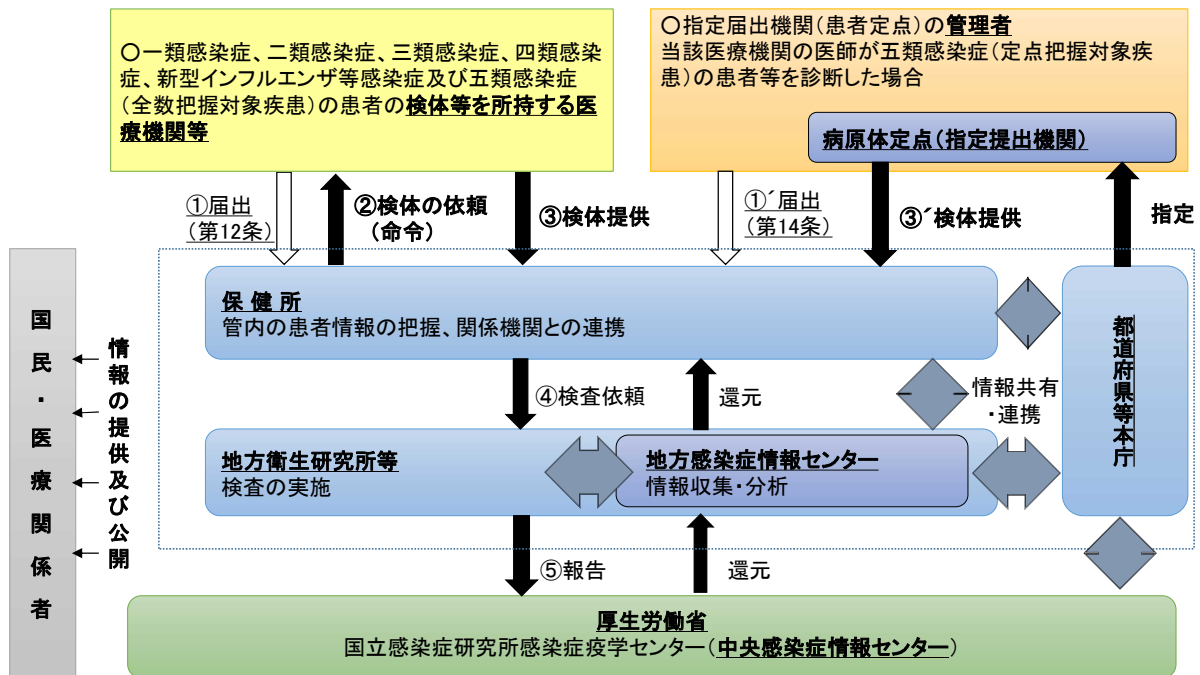 ○一類感染症、二類感染症、三類感染症、四類感染
症、新型インフルエンザ等感染症及び五類感染症
(全数把握対象疾患)の患者の検体等を所持する医
療機関等
○指定届出機関(患者定点)の管理者
当該医療機関の医師が五類感染症(定点把握対象疾
患)の患者等を診断した場合
病原体定点(指定提出機関)
①届出
(第12条)
②検体の依頼
(命令)
③検体提供
①´届出
(第14条)
③´検体提供
指定
国民・医療関係者
情報の提供及び公開
保健所
管内の患者情報の把握、関係機関との連携
都道府県等本庁
④検査依頼
還元
情報共有
・連携
地方衛生研究所等
検査の実施
地方感染症情報センター
情報収集・分析
⑤報告
還元
厚生労働省
国立感染症研究所感染症疫学センター(中央感染症情報センター)